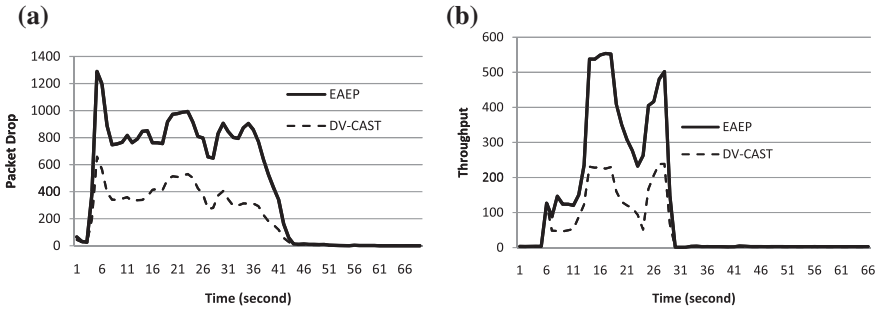 (a)
1400
1200
1000
800
600
400
200
0
Packet Drop
EAEP
DV-CAST
1 6 11 16 21 26 31 36 41 46 51 56 61 66
Time (second)
(b)
600
500
400
300
200
100
0
Throughput
EAEP
DV-CAST
1 6 11 16 21 26 31 36 41 46 51 56 61 66
Time (second)